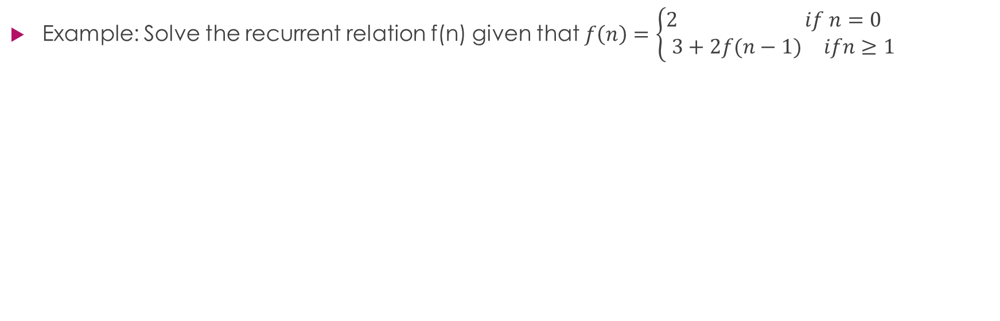 Example: Solve the recurrent relation f(n) given that f(n) = {2 if n = 0
3 + 2f(n − 1) ifn ≥ 1